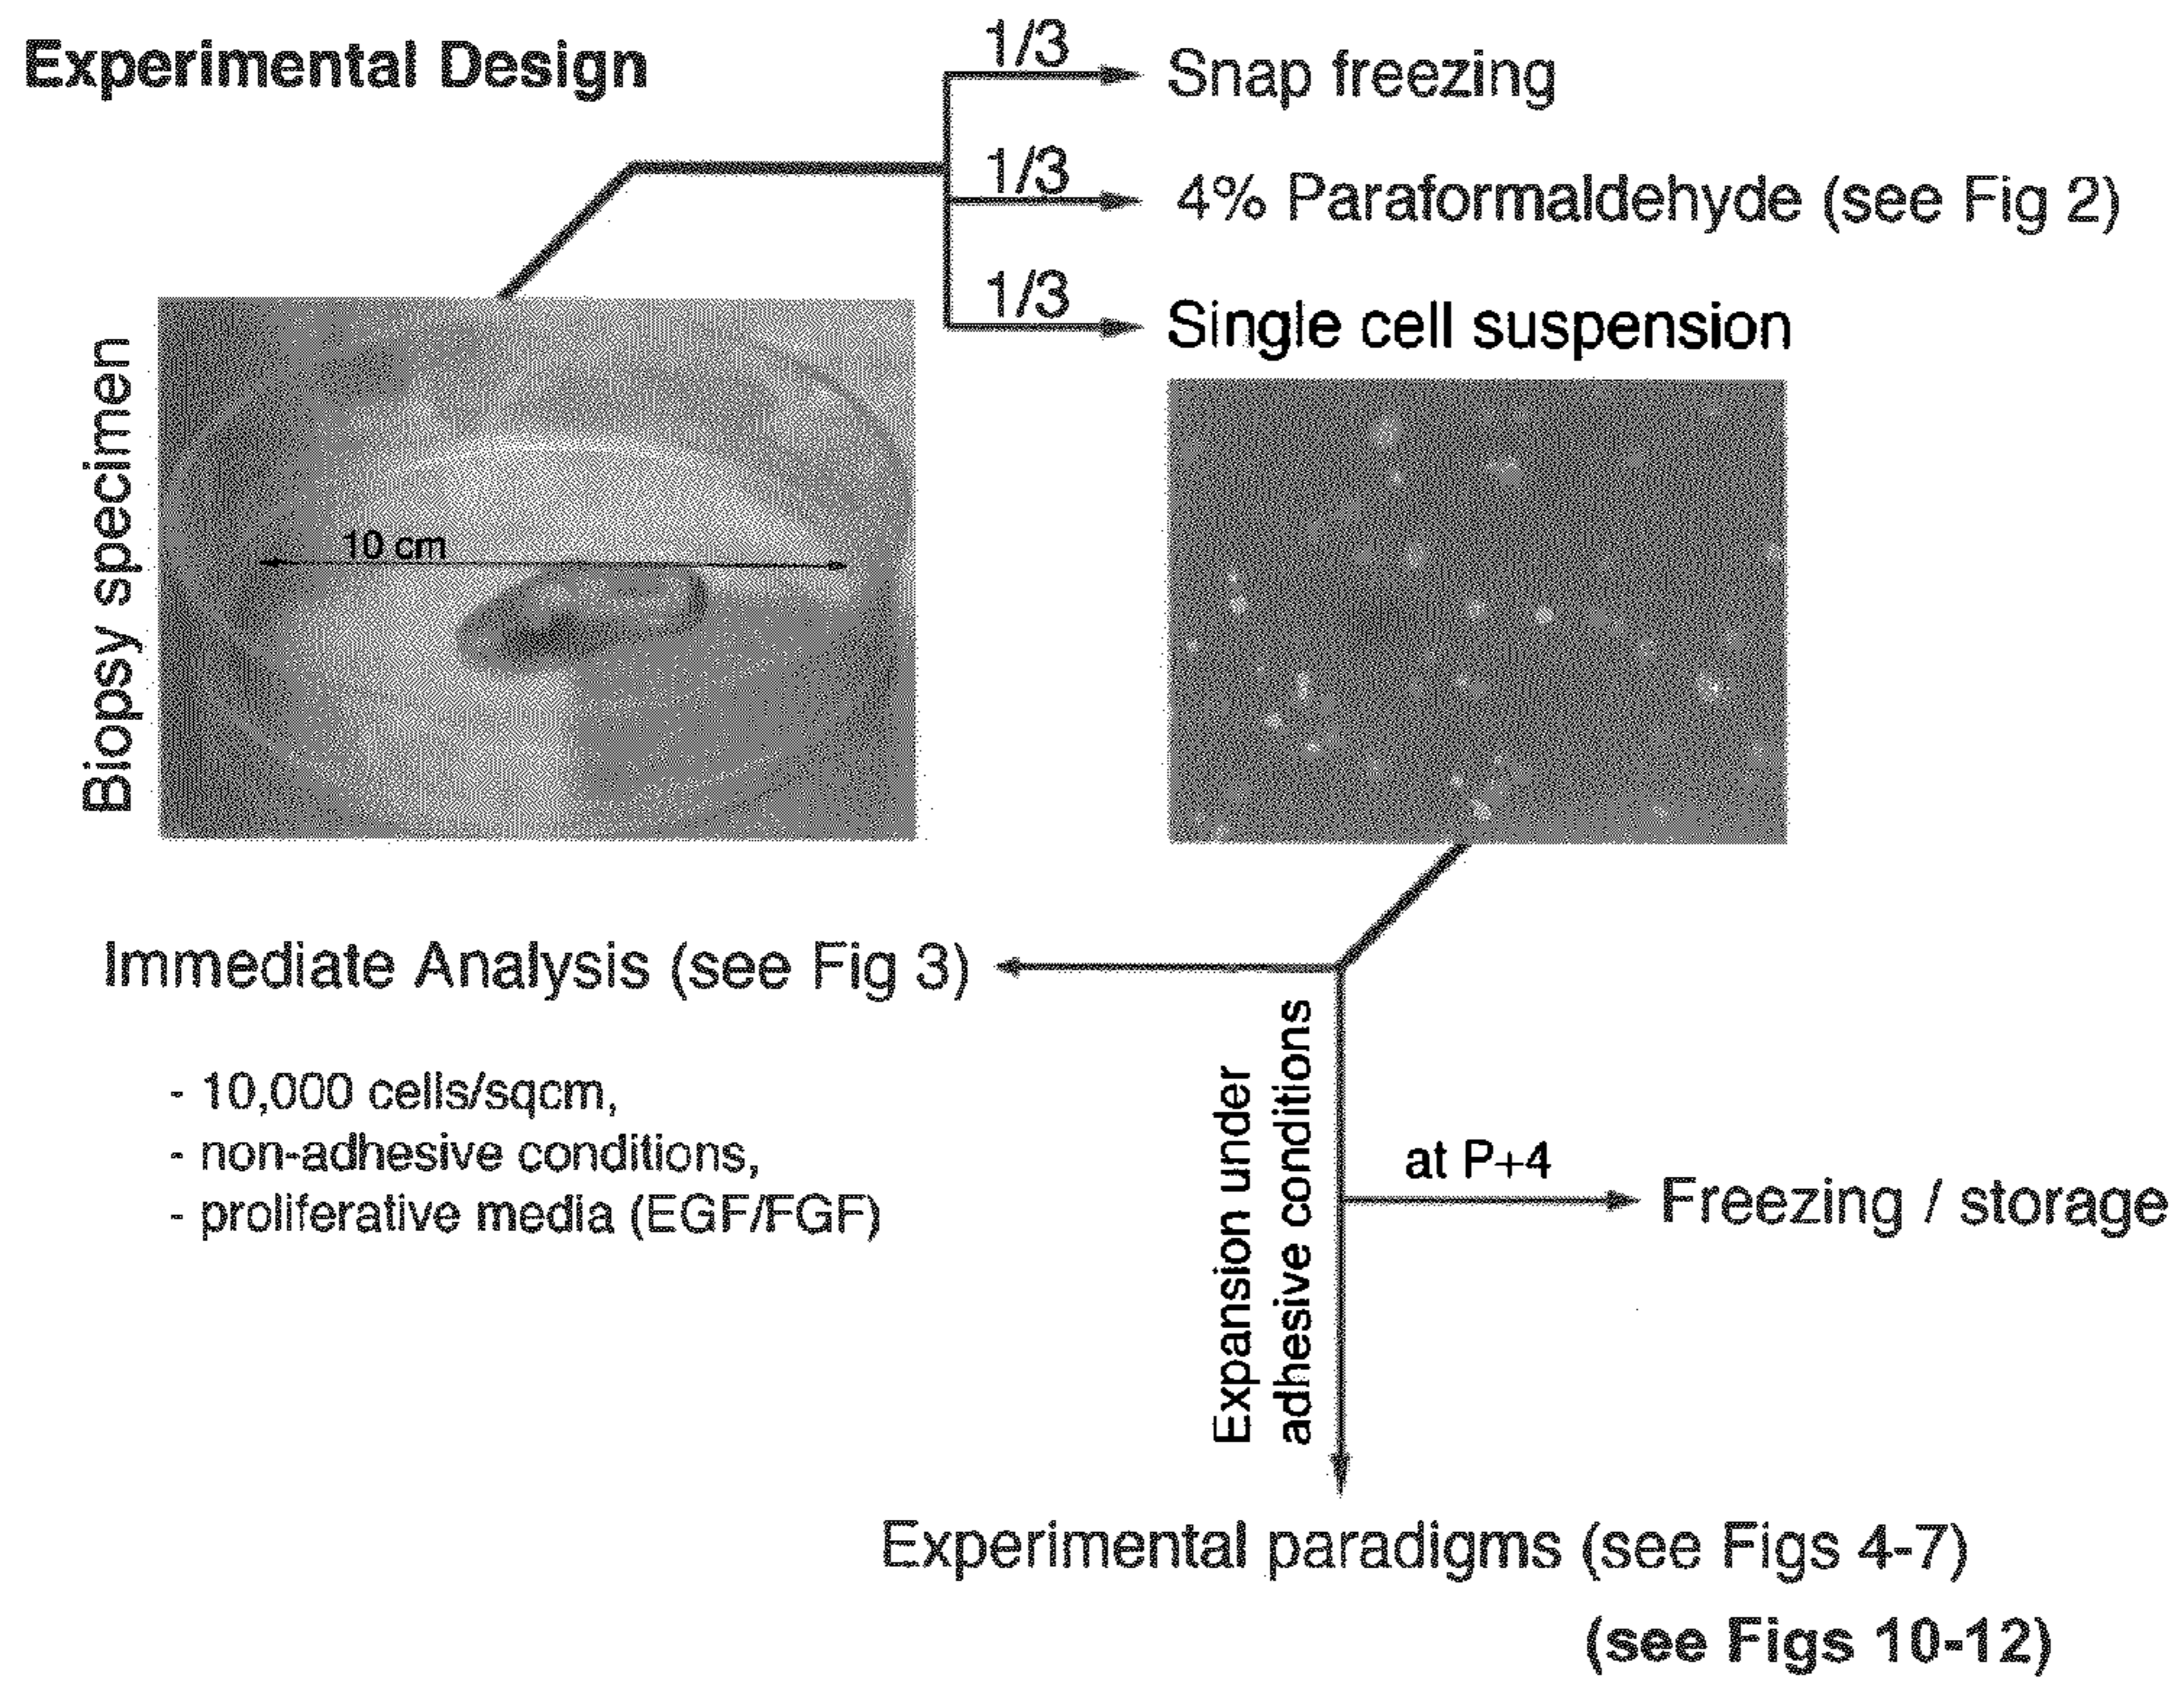 Experimental Design
1/3
Snap freezing
1/3
4% Paraformaldehyde (see Fig 2)
1/3
Single cell suspension
Biopsy specimen
10 cm
Immediate Analysis (see Fig 3)
- 10,000 cells/sqcm,
- non-adhesive conditions,
- proliferative media (EGF/FGF)
Expansion under
adhesive conditions
at P+4
Freezing / storage
Experimental paradigms (see Figs 4-7)
(see Figs 10-12)